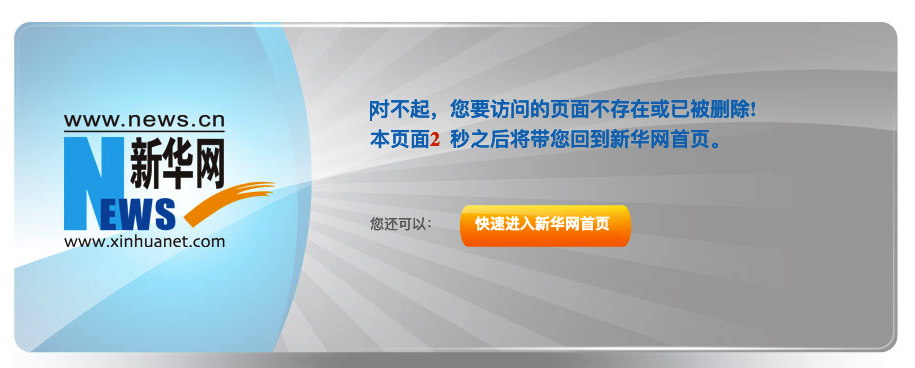 www.news.cn
新华网
NEWS
www.xinhuanet.com
对不起，您要访问的页面不存在或已被删除!
本页面2 秒之后将带您回到新华网首页。
您还可以：
快速进入新华网首页